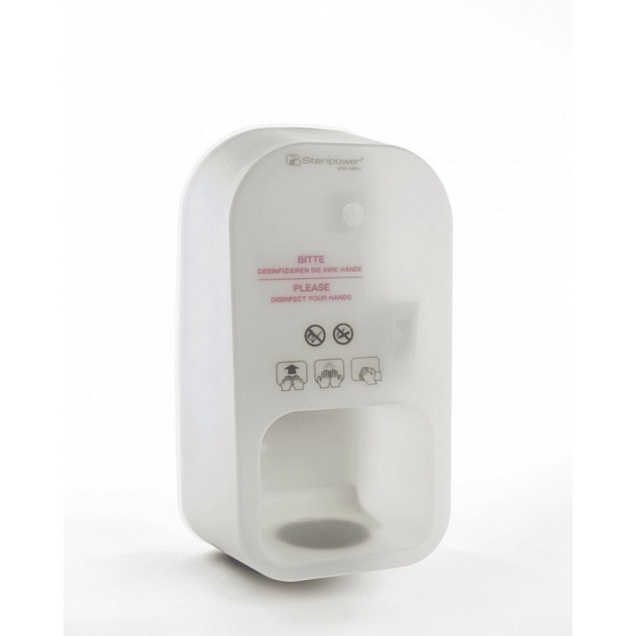 Steripower®
BITTE
DESINFIZIEREN SIE IHRE HÄNDE
PLEASE
DISINFECT YOUR HANDS